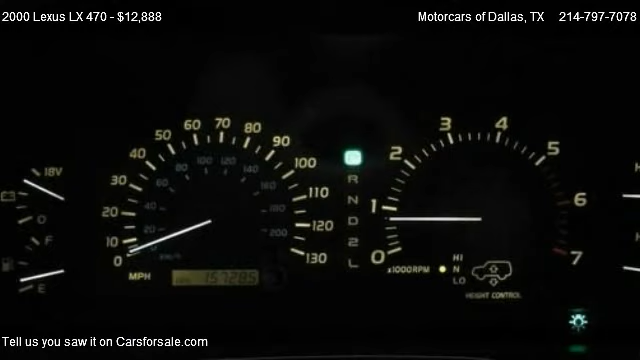 2000 Lexus LX 470 - $12,888
Motorcars of Dallas, TX 214-797-7078
18V
O
F
E
0
10
20
30
40
50
60
70
80
90
100
110
120
130
20
40
60
80
100
120
140
160
180
200
km/h
MPH
157285
P
R
N
D
2
L
0
1
2
3
4
5
6
7
x1000RPM
HI
N
LO
HEIGHT CONTROL
H
H
Tell us you saw it on Carsforsale.com